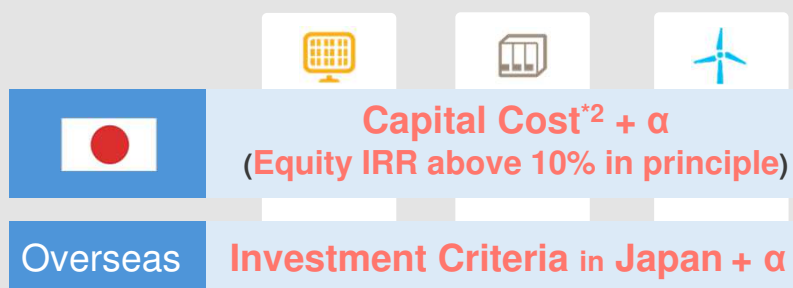 Capital Cost*2 + α
(Equity IRR above 10% in principle)
Overseas Investment Criteria in Japan + α